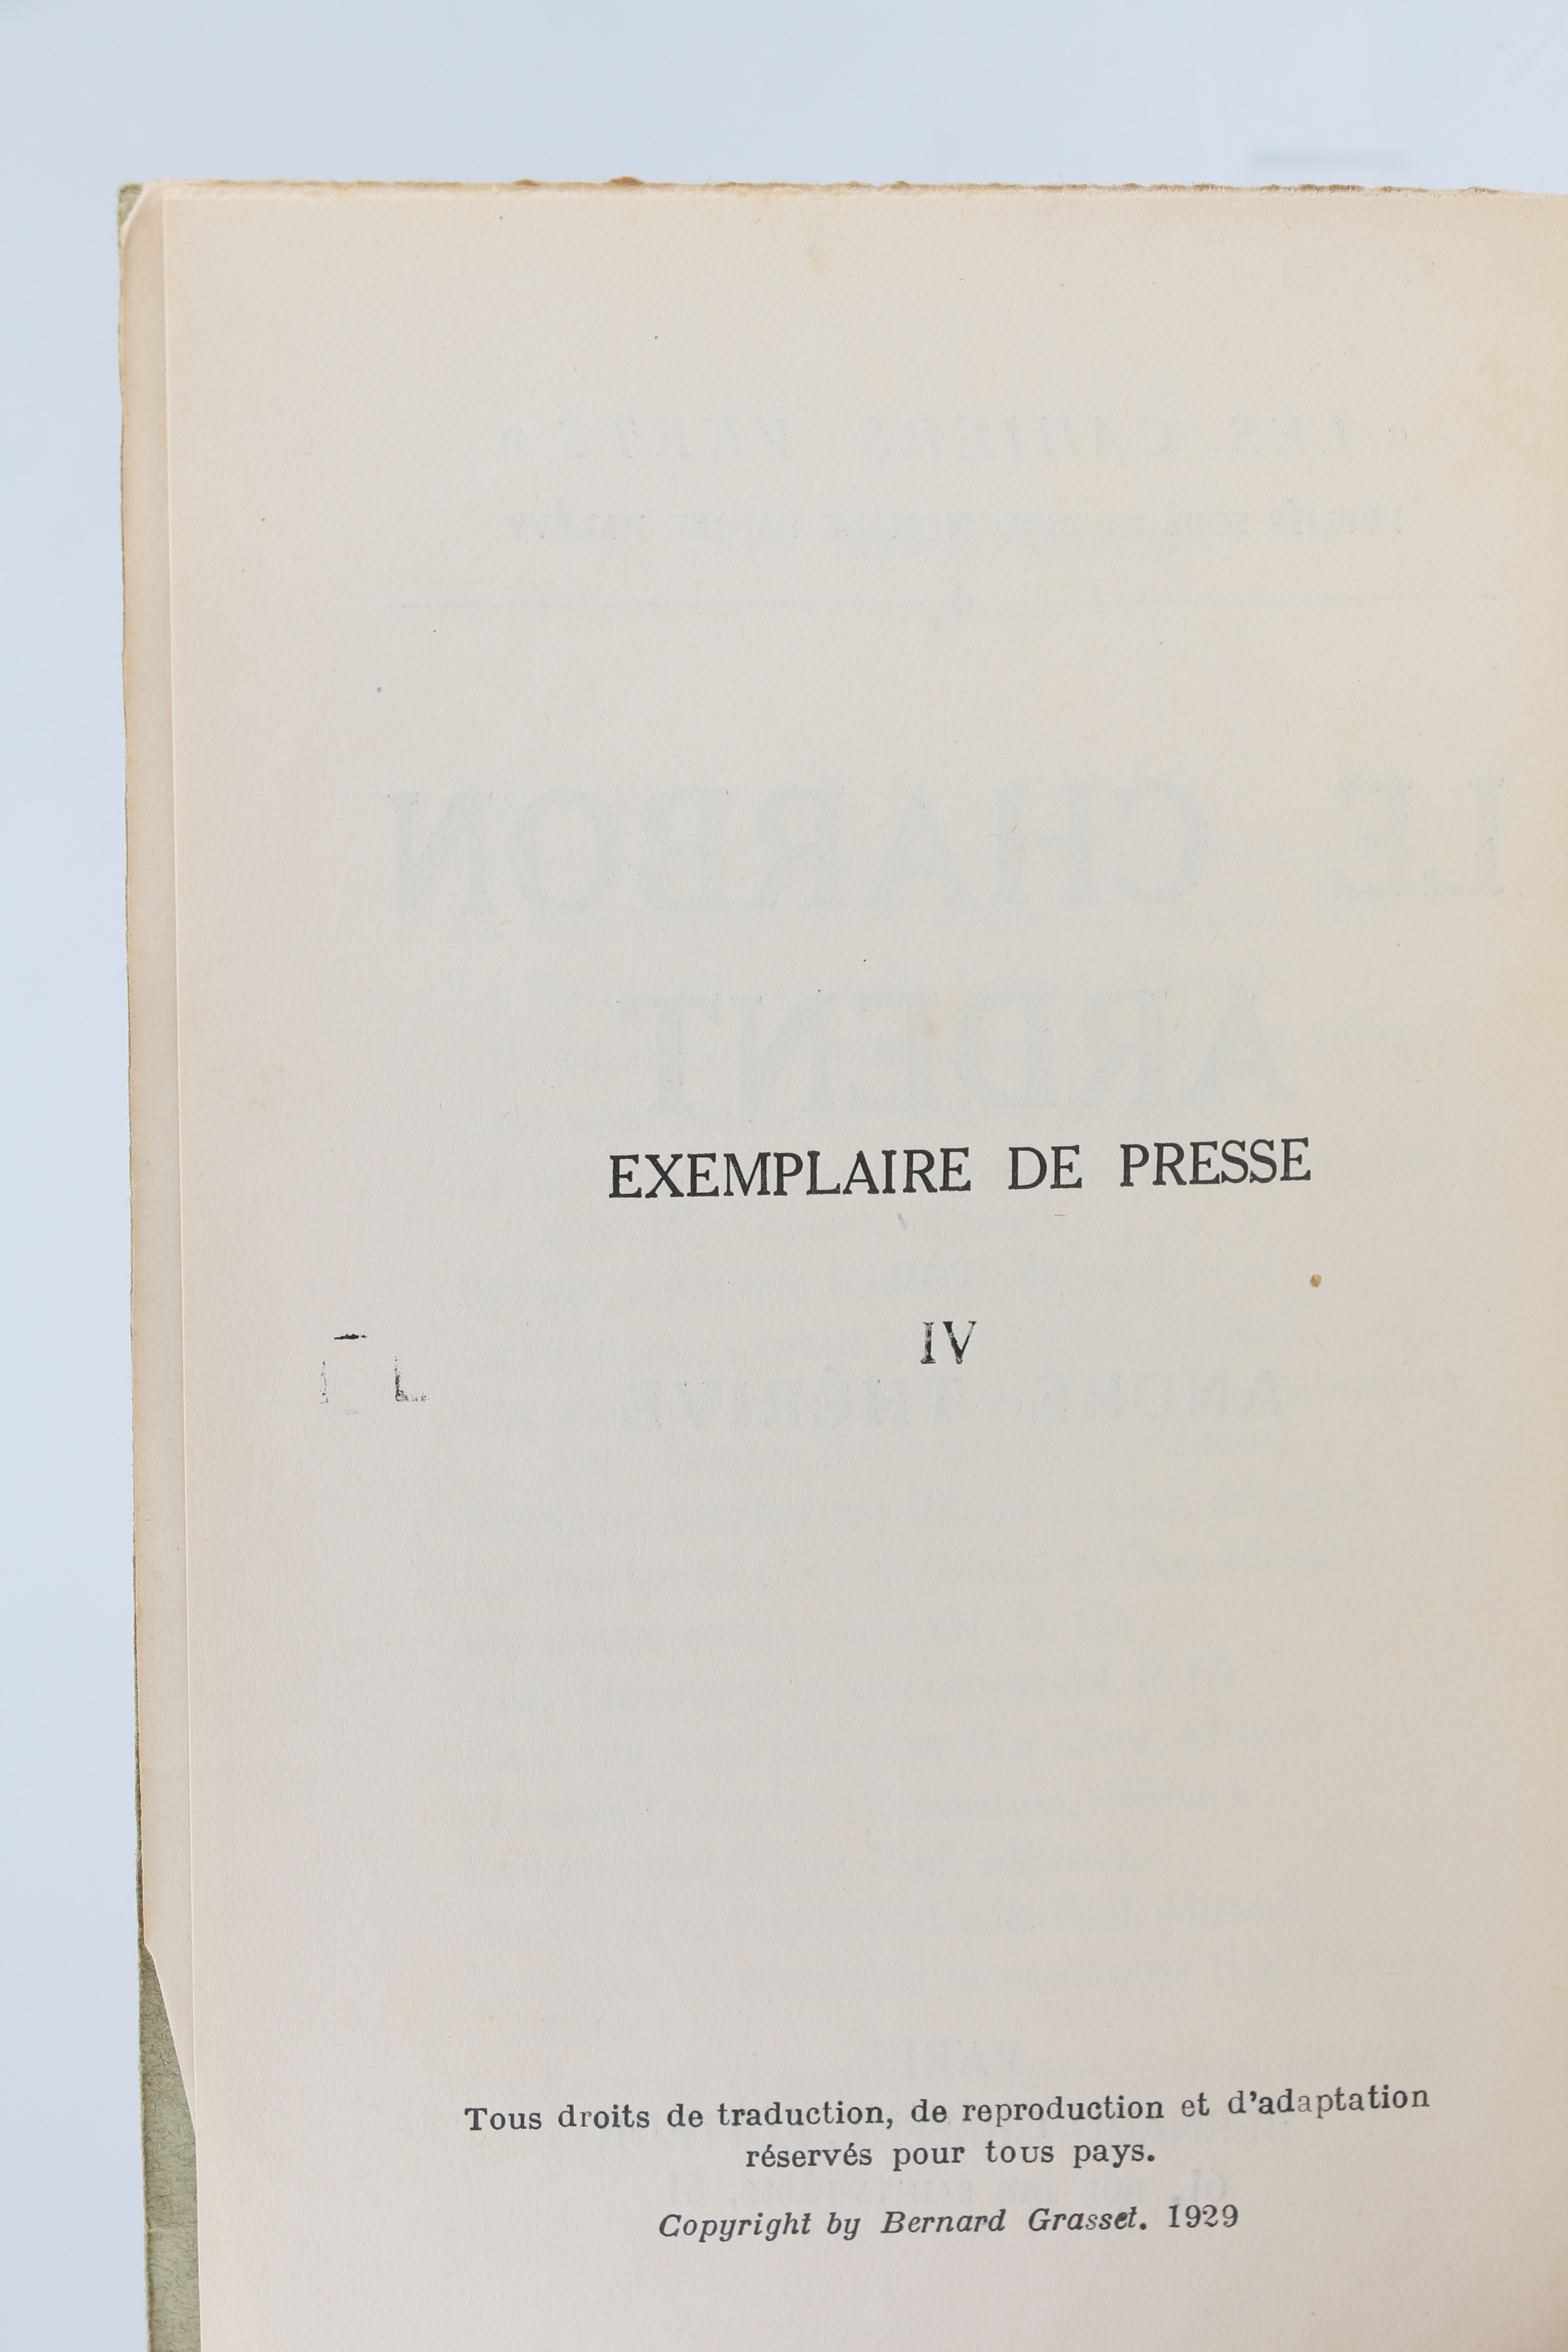 EXEMPLAIRE DE PRESSE
IV
Tous droits de traduction, de reproduction et d'adaptation
réservés pour tous pays.
Copyright by Bernard Grasset. 1929